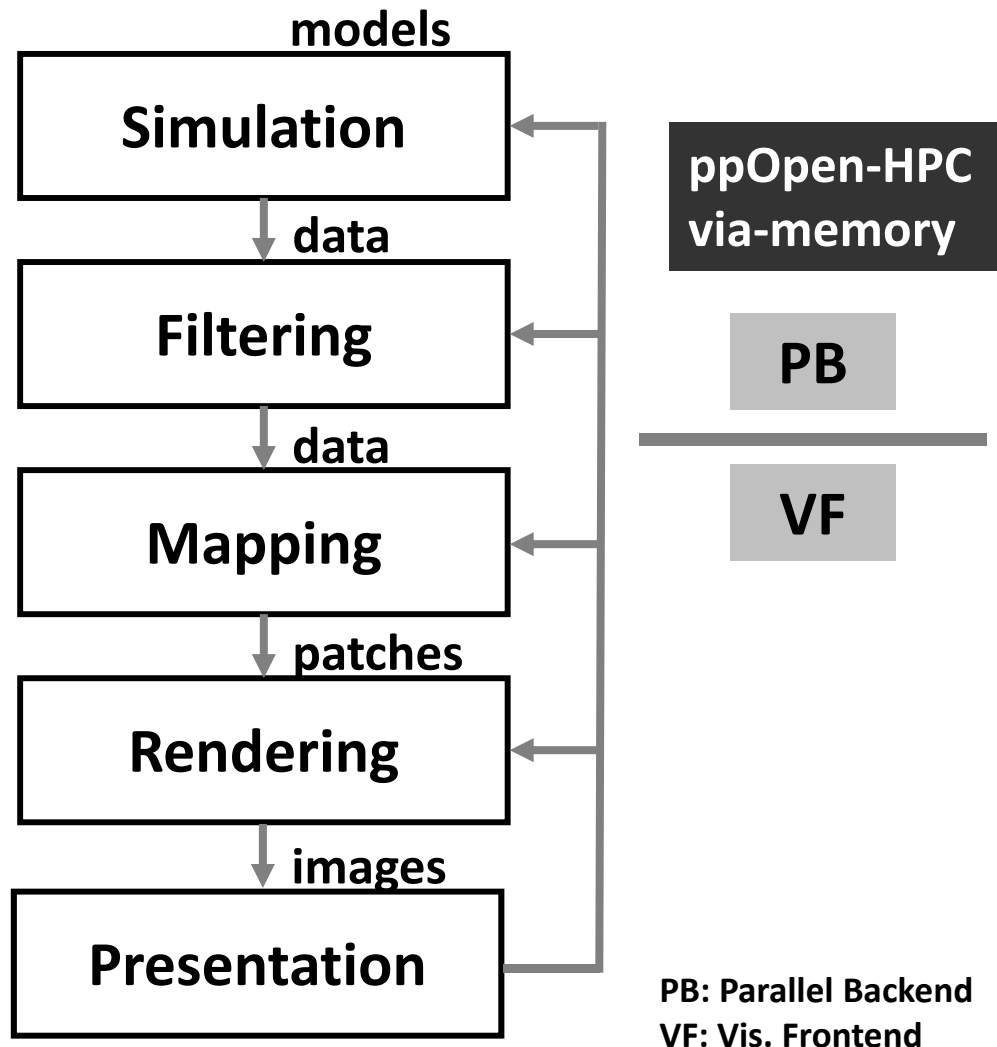 models
Simulation
data
Filtering
data
Mapping
patches
Rendering
images
Presentation
ppOpen-HPC
via-memory
PB
VF
PB: Parallel Backend
VF: Vis. Frontend